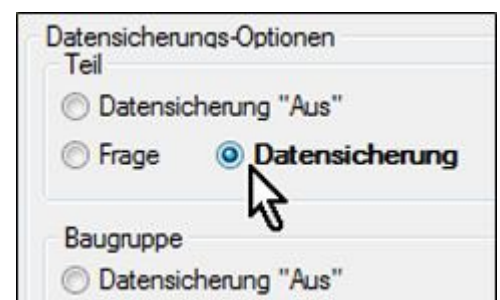 Datensicherungs-Optionen
Teil
Datensicherung "Aus"
Frage Datensicherung
Baugruppe
Datensicherung "Aus"